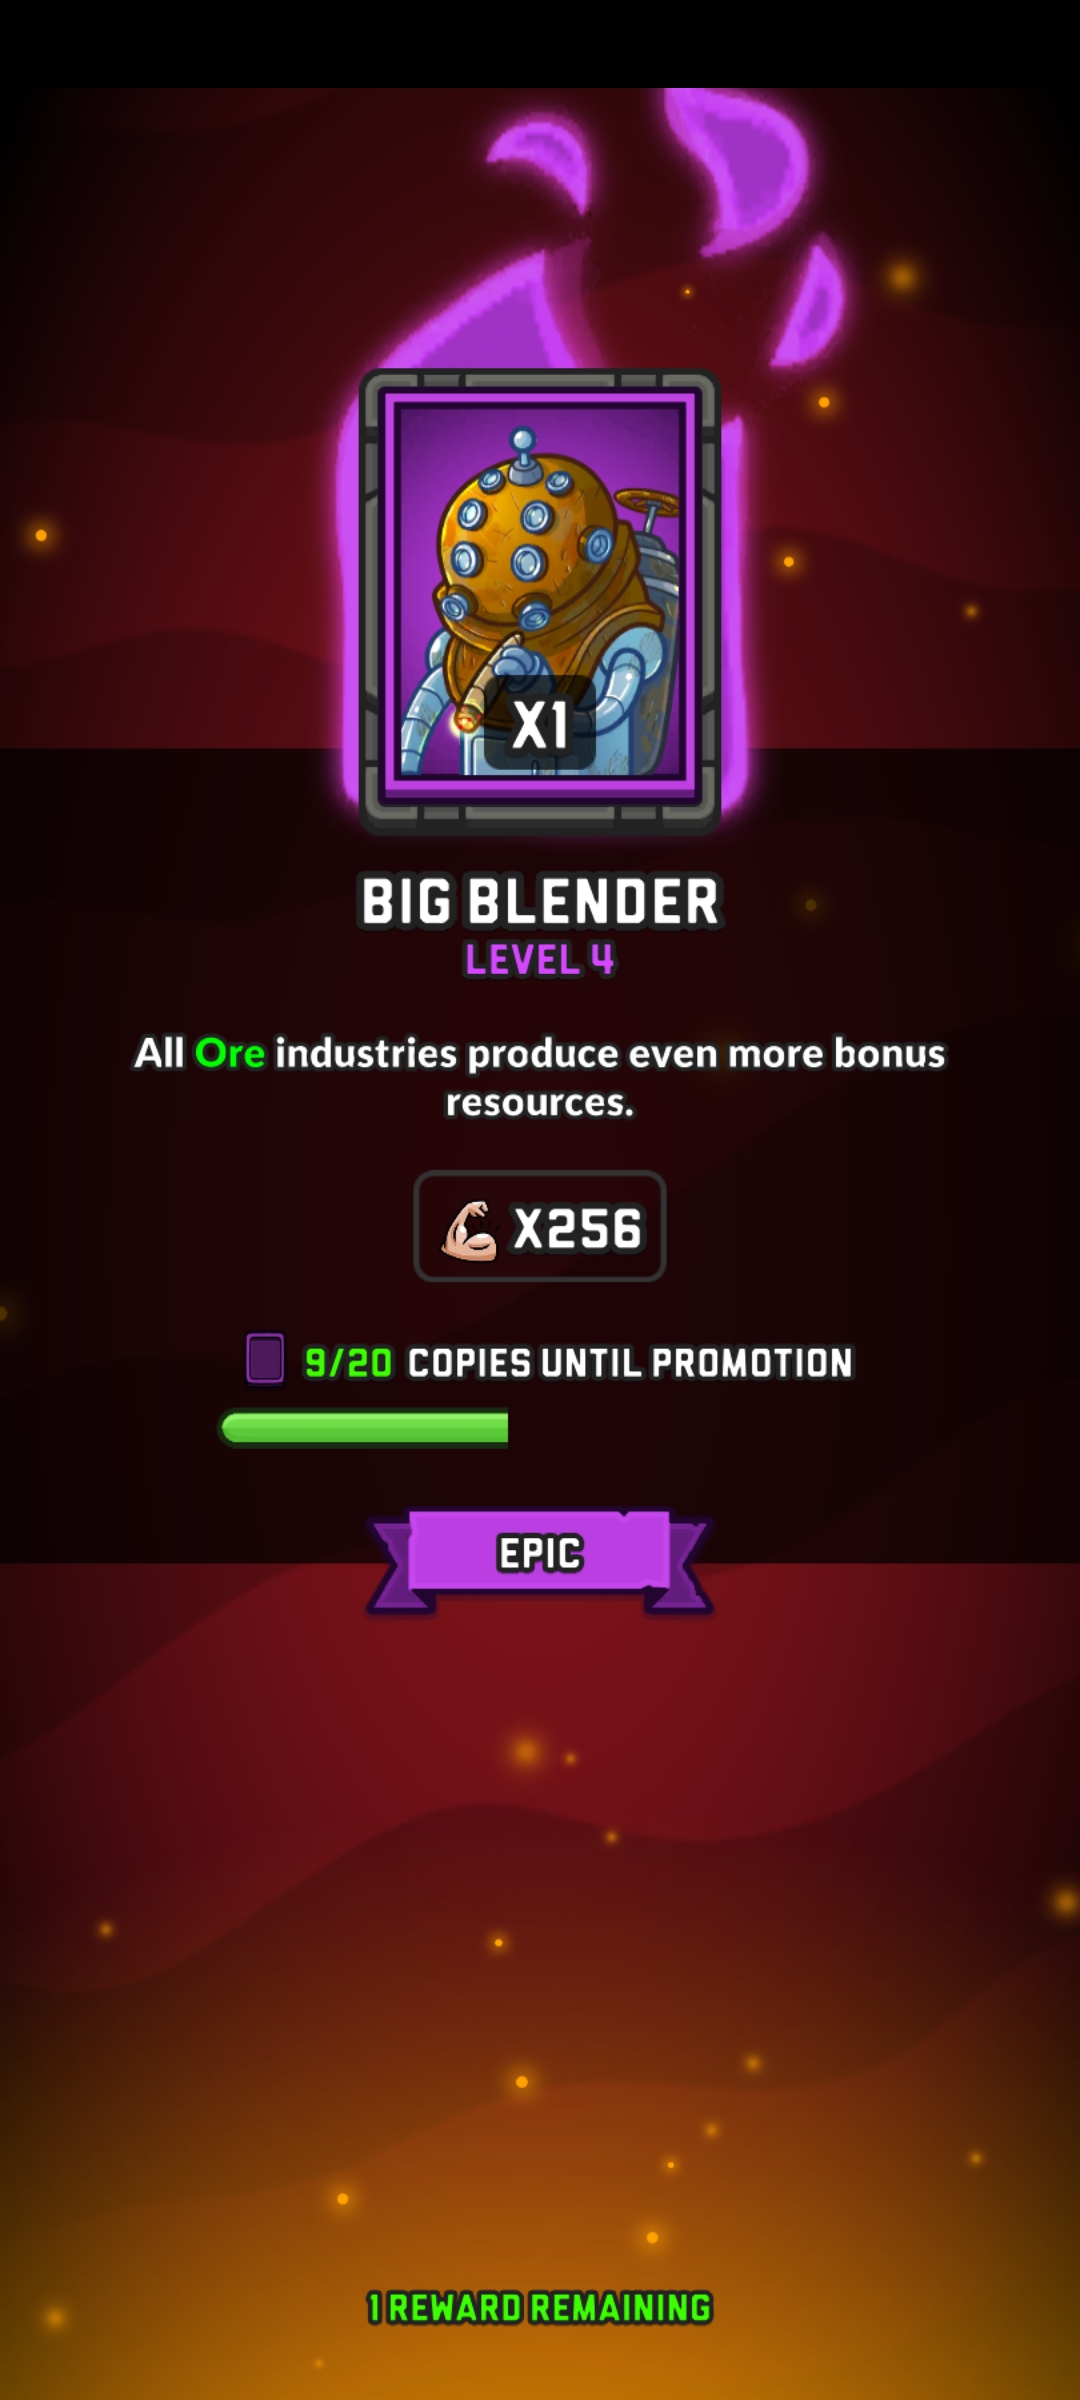 X1
BIG BLENDER
LEVEL 4
All Ore industries produce even more bonus
resources.
X256
9/20 COPIES UNTIL PROMOTION
EPIC
1 REWARD REMAINING